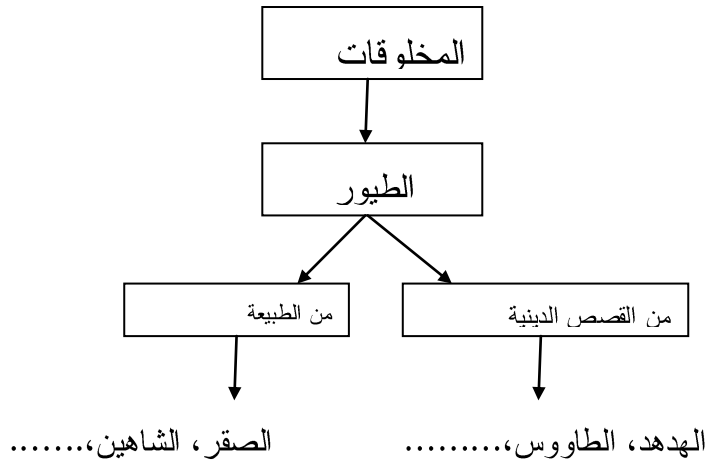 المخلوقات
الطيور
من القصص الدينية
من الطبيعة
الهدهد، الطاووس،.........
الصقر، الشاهين،.......